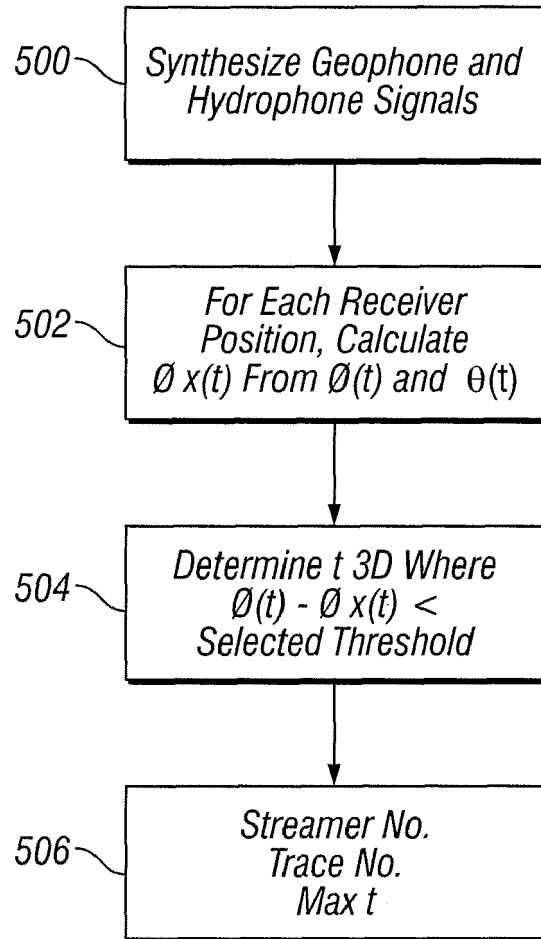 500
Synthesize Geophone and
Hydrophone Signals
502
For Each Receiver
Position, Calculate
Ø x(t) From Ø(t) and θ(t)
504
Determine t 3D Where
Ø(t) - Ø x(t) <
Selected Threshold
506
Streamer No.
Trace No.
Max t